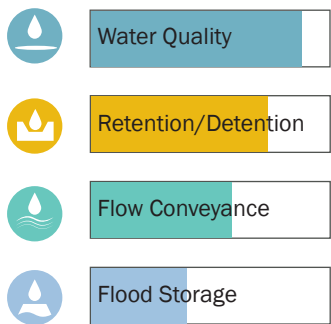 Water Quality
Retention/Detention
Flow Conveyance
Flood Storage